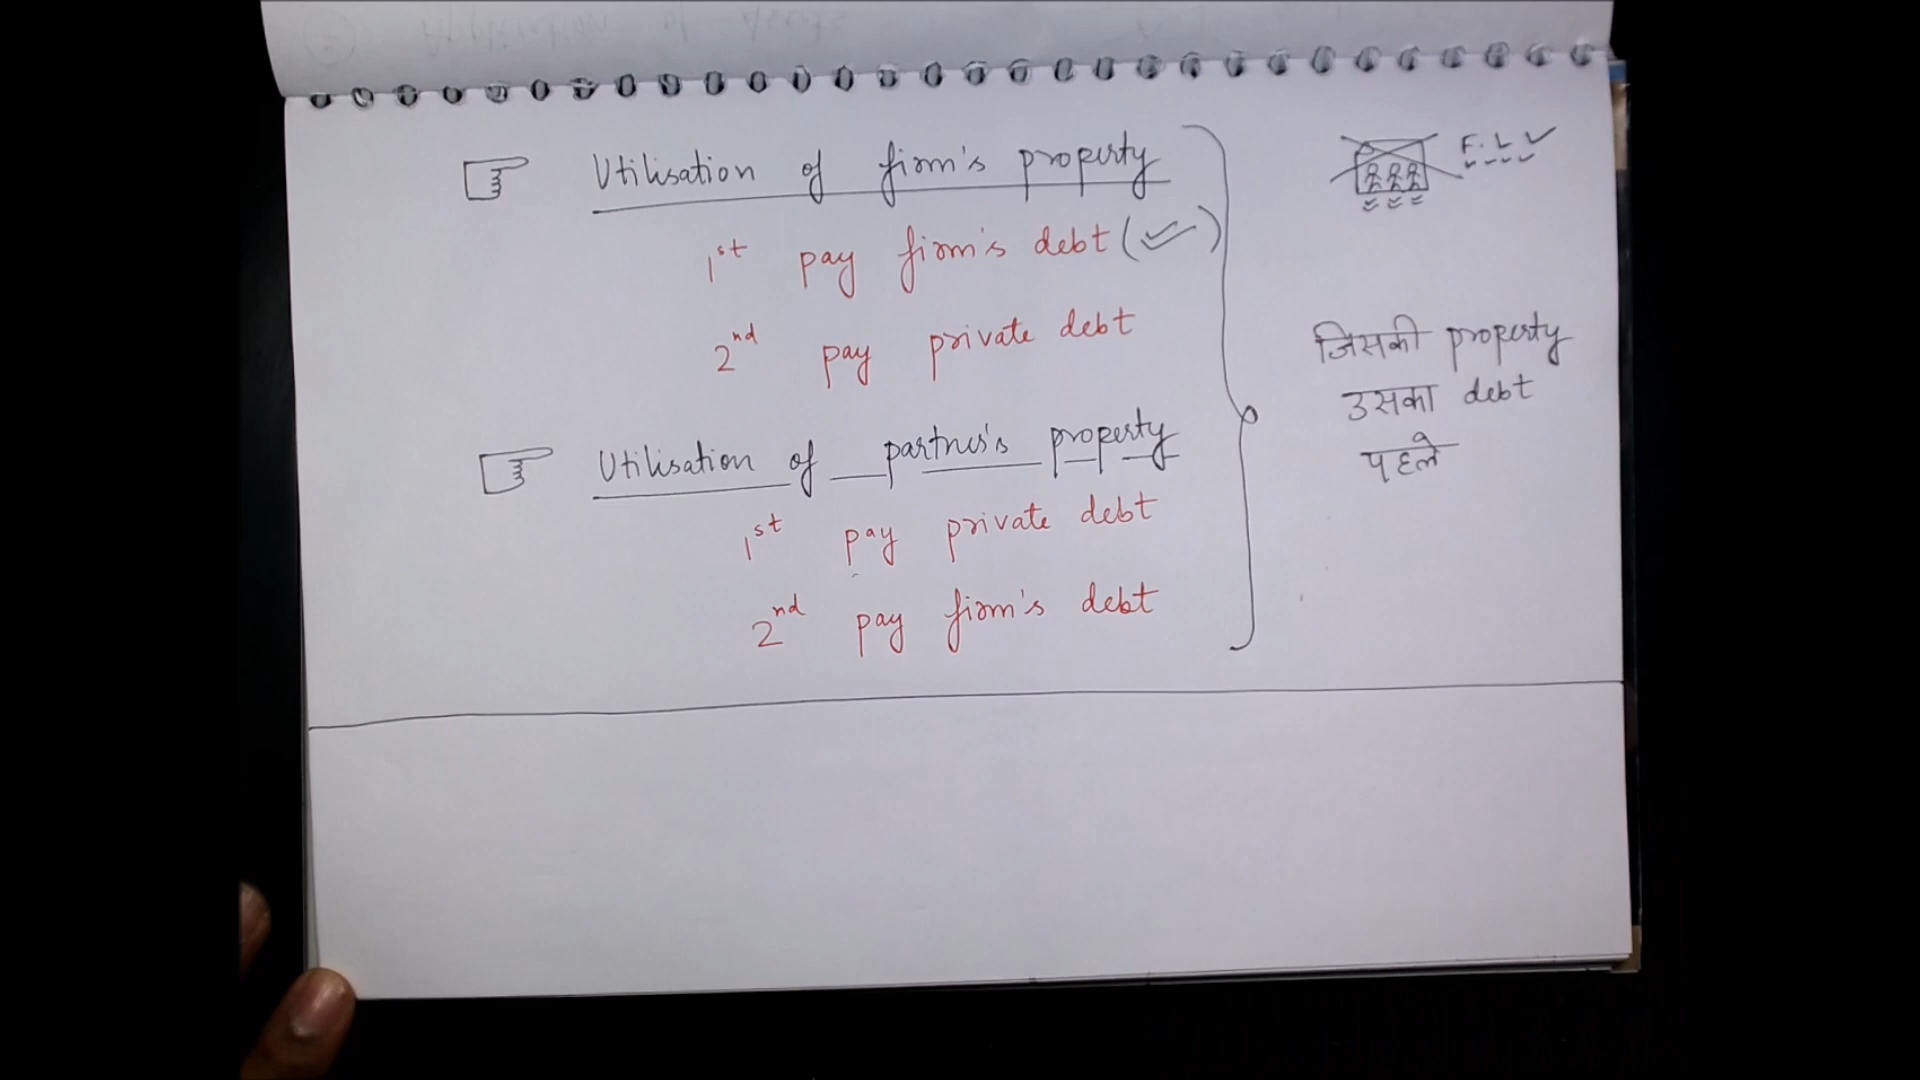 Utilisation of firm's property
1st pay firm's debt
2nd pay private debt
Utilisation of partner's property
1st pay private debt
2nd pay firm's debt
F. L
जिसकी property
उसका debt
पहले